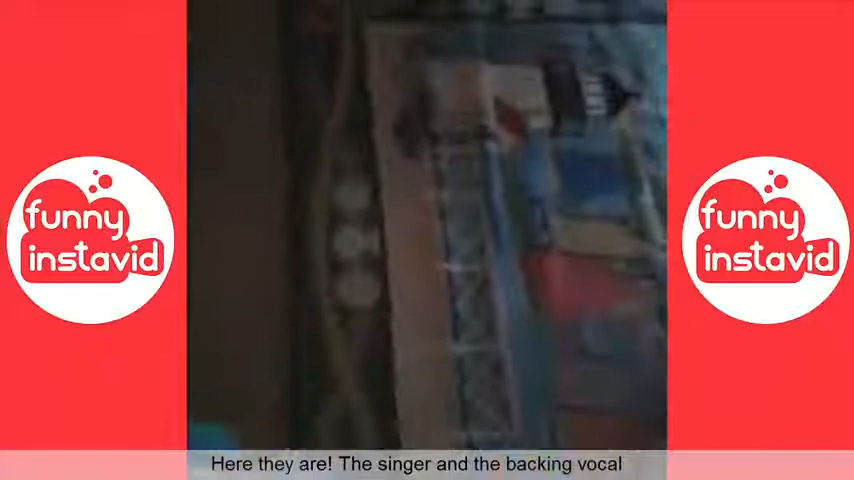 funny
instavid
funny
instavid
Here they are! The singer and the backing vocal